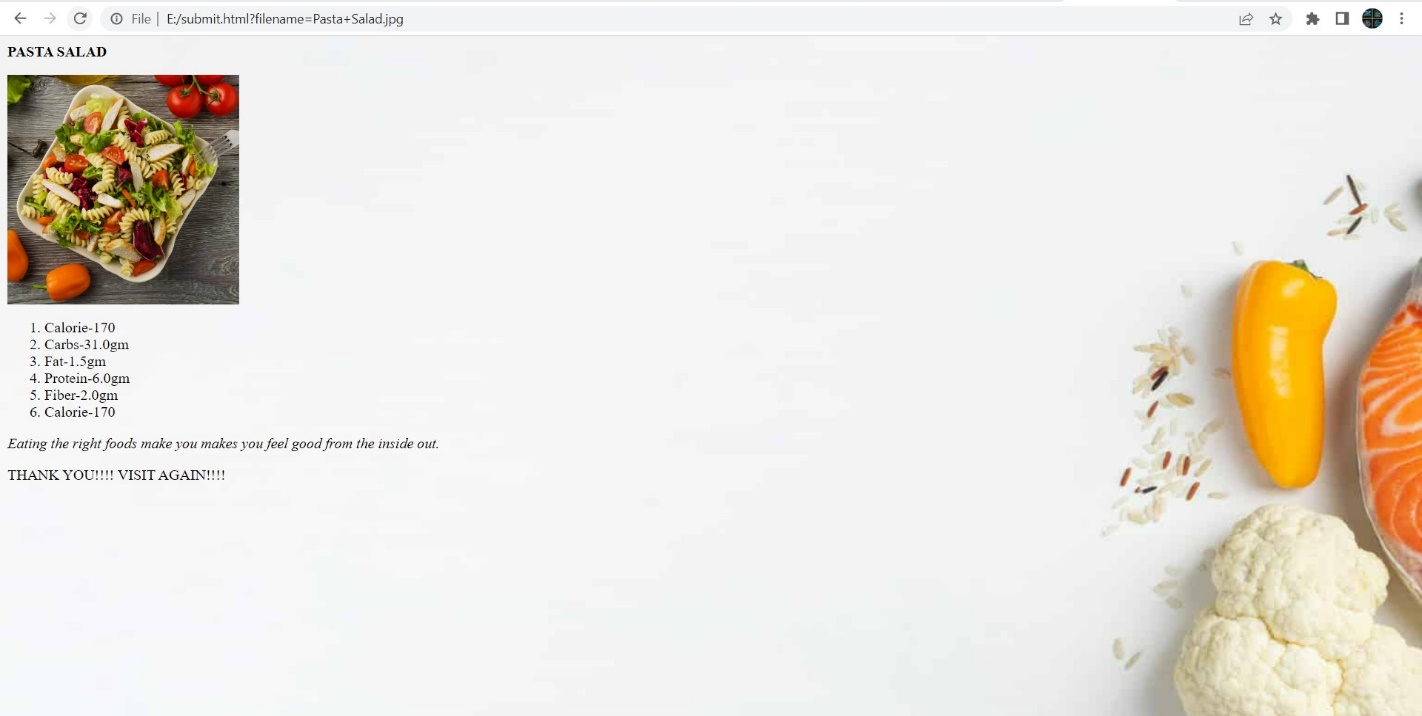 File | E:/submit.html?filename=Pasta+Salad.jpg
PASTA SALAD
1. Calorie-170
2. Carbs-31.0gm
3. Fat-1.5gm
4. Protein-6.0gm
5. Fiber-2.0gm
6. Calorie-170
Eating the right foods make you makes you feel good from the inside out.
THANK YOU!!!! VISIT AGAIN!!!!